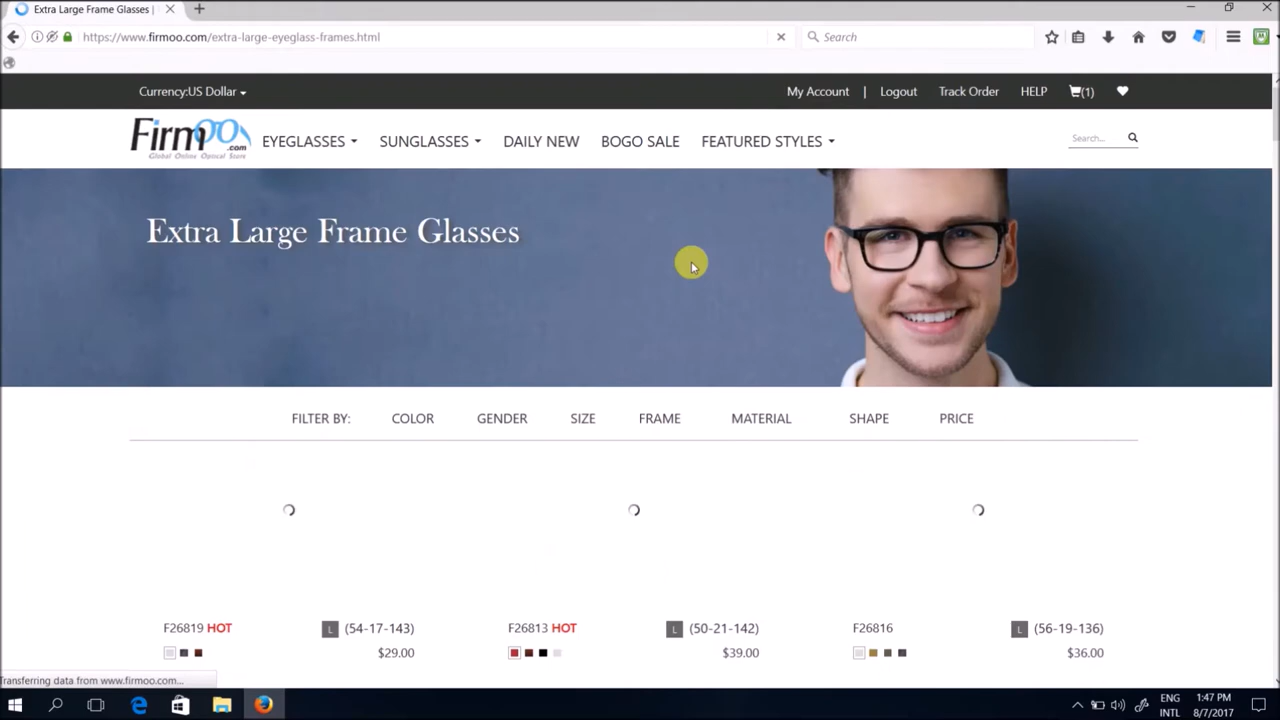 Extra Large Frame Glasses |
https://www.firmoo.com/extra-large-eyeglass-frames.html
Search
Currency:US Dollar
My Account | Logout Track Order HELP (1)
Firmoo.com
Global Online Optical Store
EYEGLASSES SUNGLASSES DAILY NEW BOGO SALE FEATURED STYLES
Search...
Extra Large Frame Glasses
FILTER BY: COLOR GENDER SIZE FRAME MATERIAL SHAPE PRICE
F26819 HOT L (54-17-143) F26813 HOT L (50-21-142) F26816 L (56-19-136)
$29.00 $39.00 $36.00
Transferring data from www.firmoo.com...
ENG 1:47 PM
INTL 8/7/2017